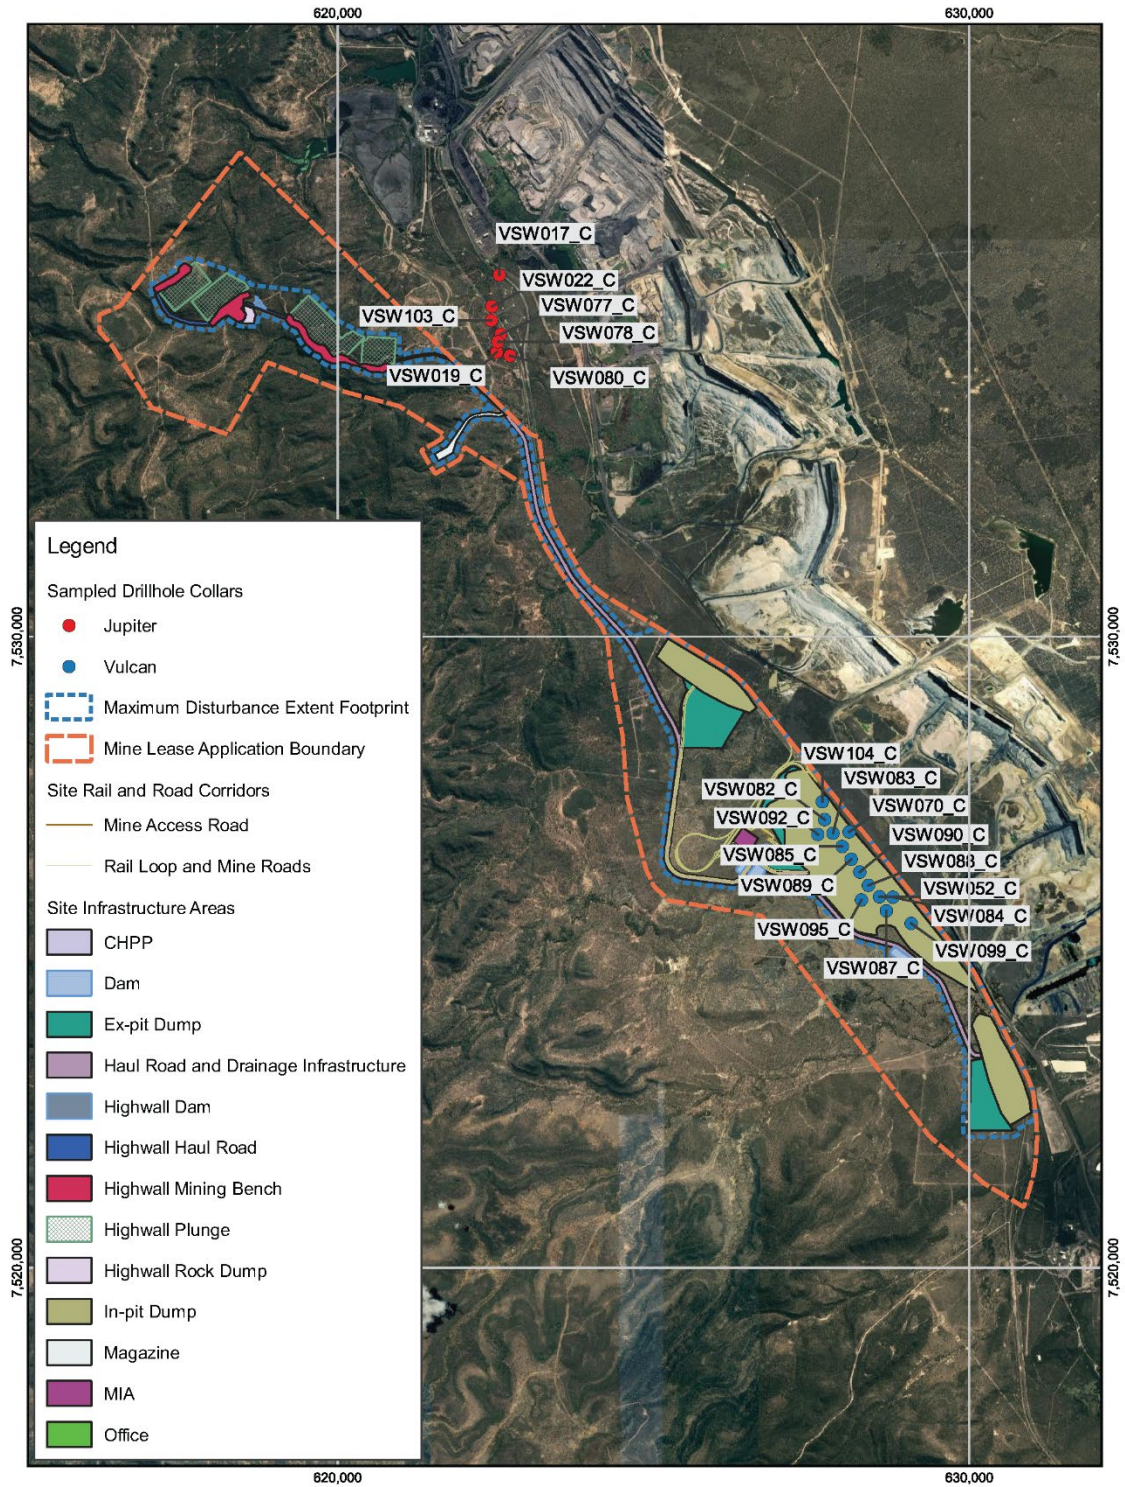 620,000
630,000
VSW017_C
VSW022_C
VSW077_C
VSW103_C
VSW078_C
VSW019_C
VSW080_C
Legend
Sampled Drillhole Collars
Jupiter
Vulcan
Maximum Disturbance Extent Footprint
Mine Lease Application Boundary
Site Rail and Road Corridors
Mine Access Road
Rail Loop and Mine Roads
Site Infrastructure Areas
CHPP
Dam
Ex-pit Dump
Haul Road and Drainage Infrastructure
Highwall Dam
Highwall Haul Road
Highwall Mining Bench
Highwall Plunge
Highwall Rock Dump
In-pit Dump
Magazine
MIA
Office
7,530,000
7,530,000
VSW104_C
VSW083_C
VSW082_C
VSW070_C
VSW092_C
VSW090_C
VSW085_C
VSW088_C
VSW089_C
VSW052_C
VSW084_C
VSW095_C
VSW099_C
VSW087_C
7,520,000
7,520,000
620,000
630,000